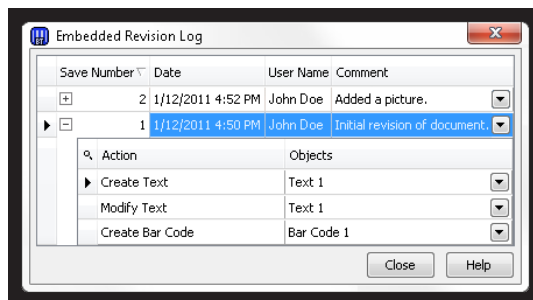 Embedded Revision Log
Save Number Date User Name Comment
2 1/12/2011 4:52 PM John Doe Added a picture.
1 1/12/2011 4:50 PM John Doe Initial revision of document.
Action Objects
Create Text Text 1
Modify Text Text 1
Create Bar Code Bar Code 1
Close Help